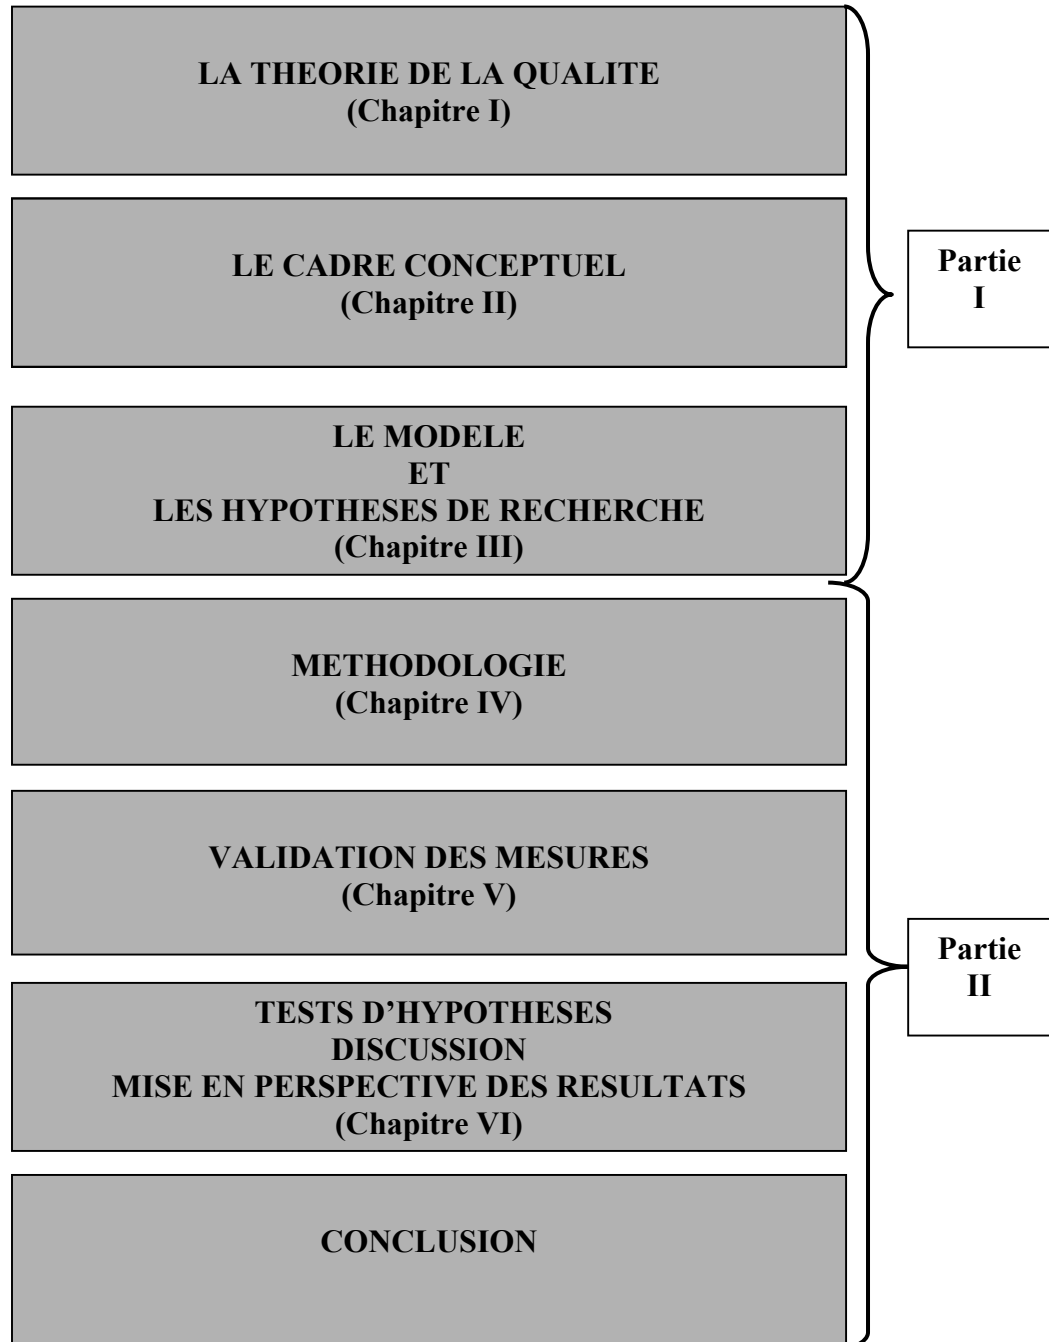 LA THEORIE DE LA QUALITE
(Chapitre I)
LE CADRE CONCEPTUEL
(Chapitre II)
Partie
I
LE MODELE
ET
LES HYPOTHESES DE RECHERCHE
(Chapitre III)
METHODOLOGIE
(Chapitre IV)
VALIDATION DES MESURES
(Chapitre V)
Partie
II
TESTS D’HYPOTHESES
DISCUSSION
MISE EN PERSPECTIVE DES RESULTATS
(Chapitre VI)
CONCLUSION